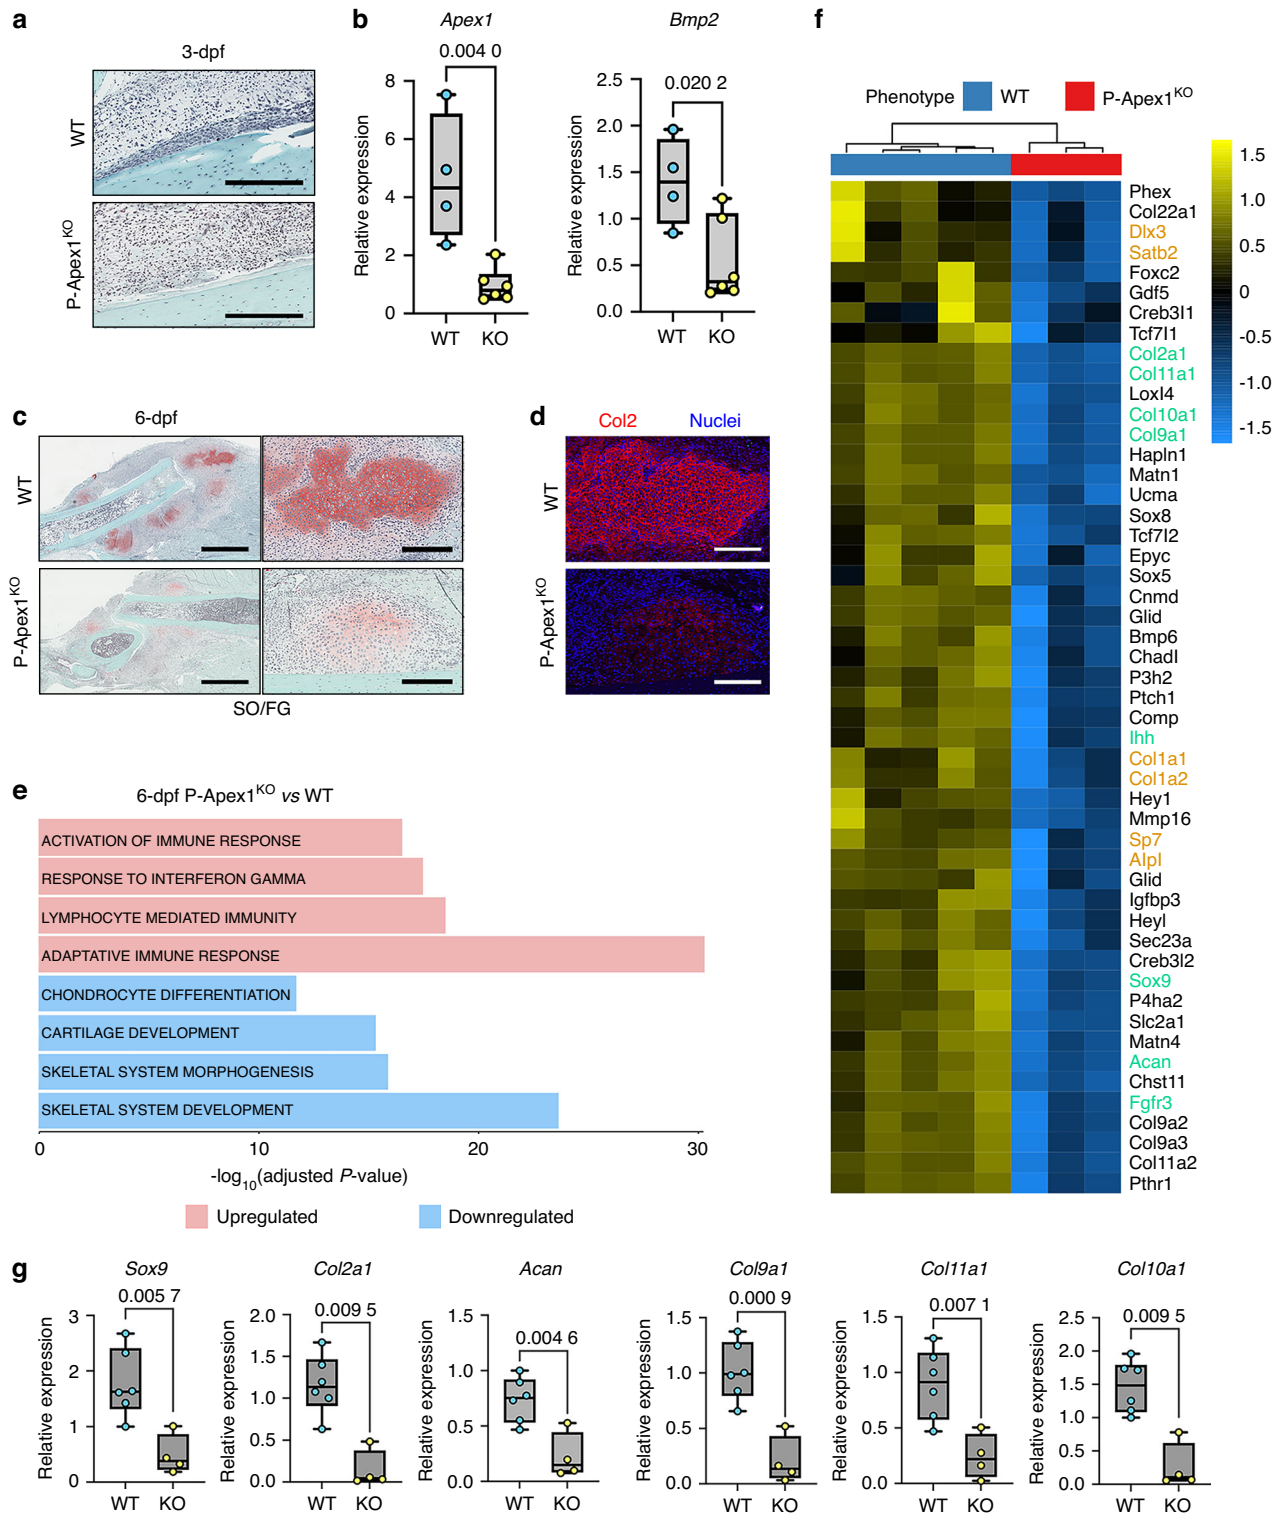 a
3-dpf
WT
P-Apex1KO
b
Apex1
0.004 0
Relative expression
8
6
4
2
0
WT KO
Bmp2
0.020 2
Relative expression
2.5
2.0
1.5
1.0
0.5
0.0
WT KO
c
6-dpf
WT
P-Apex1KO
SO/FG
d
Col2 Nuclei
WT
P-Apex1KO
e
6-dpf P-Apex1KO vs WT
ACTIVATION OF IMMUNE RESPONSE
RESPONSE TO INTERFERON GAMMA
LYMPHOCYTE MEDIATED IMMUNITY
ADAPTATIVE IMMUNE RESPONSE
CHONDROCYTE DIFFERENTIATION
CARTILAGE DEVELOPMENT
SKELETAL SYSTEM MORPHOGENESIS
SKELETAL SYSTEM DEVELOPMENT
0 10 20 30
-log10(adjusted P-value)
Upregulated Downregulated
f
Phenotype WT P-Apex1KO
1.5
1.0
0.5
0
-0.5
-1.0
-1.5
Phex
Col22a1
Dlx3
Satb2
Foxc2
Gdf5
Creb3l1
Tcf7l1
Col2a1
Col11a1
Loxl4
Col10a1
Col9a1
Hapln1
Matn1
Ucma
Sox8
Tcf7l2
Epyc
Sox5
Cnmd
Glid
Bmp6
Chadl
P3h2
Ptch1
Comp
Ihh
Col1a1
Col1a2
Hey1
Mmp16
Sp7
Alpl
Glid
Igfbp3
Heyl
Sec23a
Creb3l2
Sox9
P4ha2
Slc2a1
Matn4
Acan
Chst11
Fgfr3
Col9a2
Col9a3
Col11a2
Pthr1
g
Sox9
0.005 7
Relative expression
3
2
1
0
WT KO
Col2a1
0.009 5
Relative expression
2.0
1.5
1.0
0.5
0.0
WT KO
Acan
0.004 6
Relative expression
1.5
1.0
0.5
0.0
WT KO
Col9a1
0.000 9
Relative expression
1.5
1.0
0.5
0.0
WT KO
Col11a1
0.007 1
Relative expression
1.5
1.0
0.5
0.0
WT KO
Col10a1
0.009 5
Relative expression
2.5
2.0
1.5
1.0
0.5
0.0
WT KO